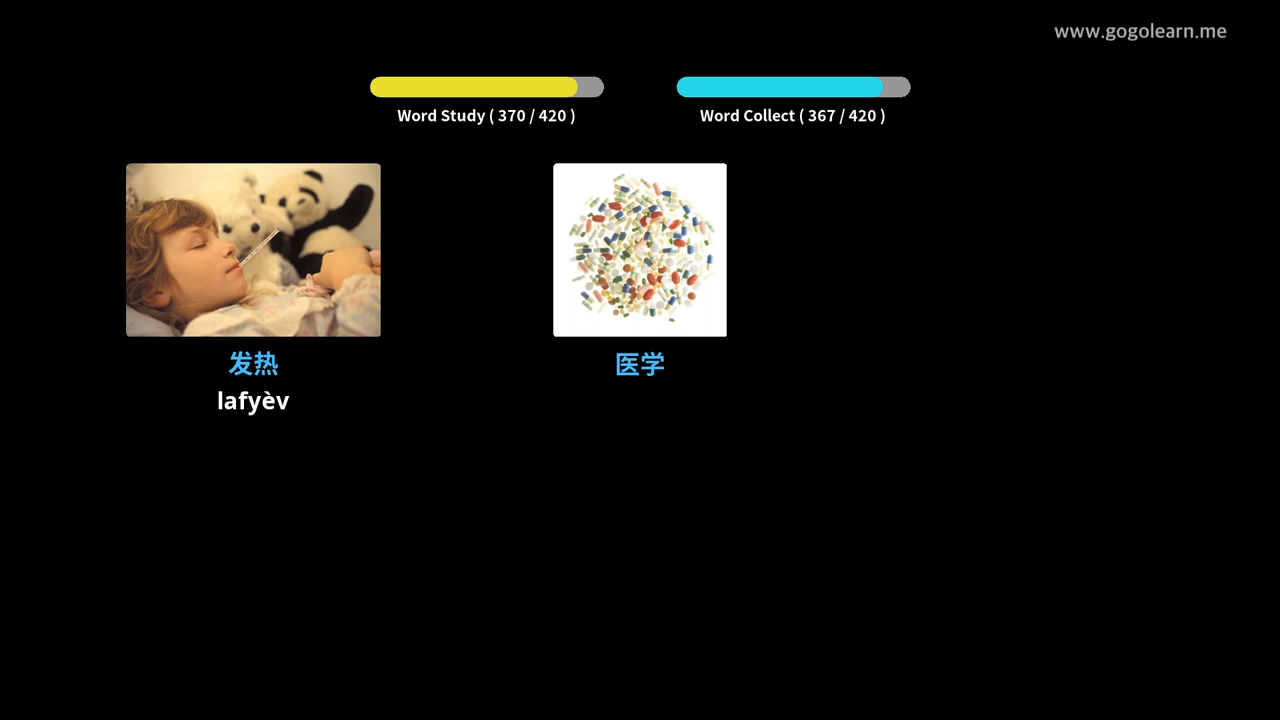 www.gogolearn.me
Word Study ( 370 / 420 )
Word Collect ( 367 / 420 )
发热
lafyèv
医学